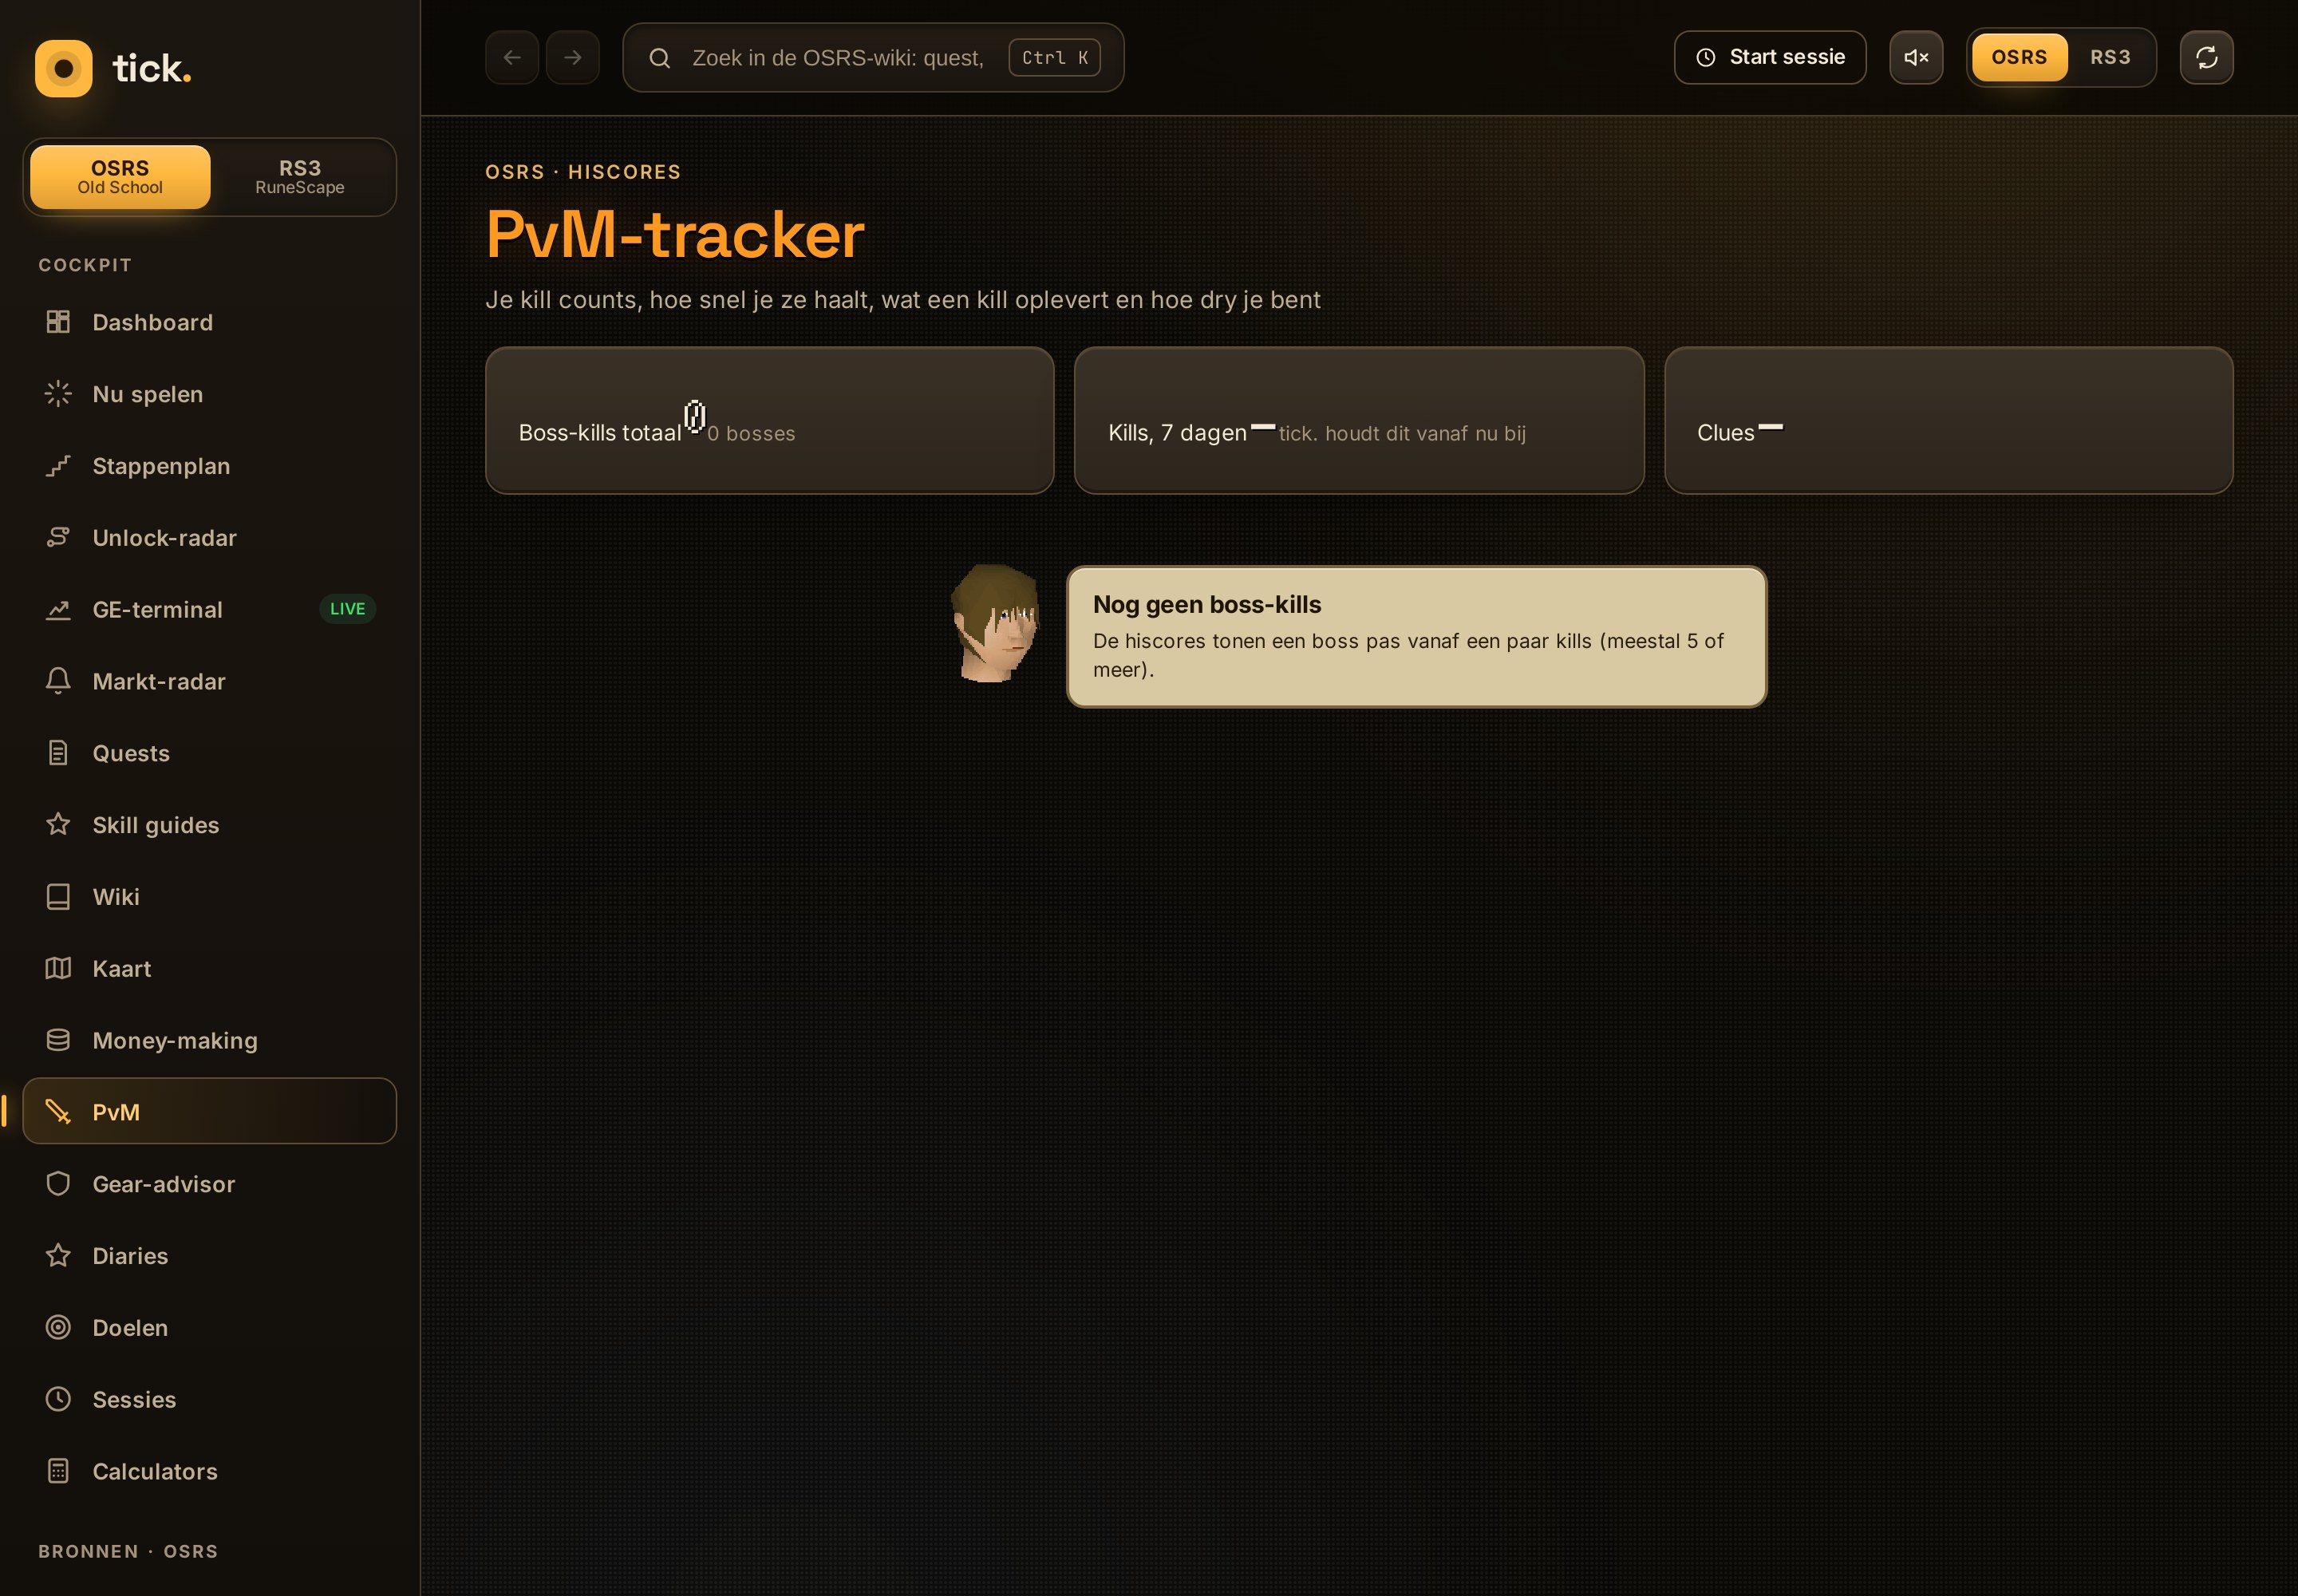 tick.
OSRS
Old School
RS3
RuneScape
COCKPIT
Dashboard
Nu spelen
Stappenplan
Unlock-radar
GE-terminal
LIVE
Markt-radar
Quests
Skill guides
Wiki
Kaart
Money-making
PvM
Gear-advisor
Diaries
Doelen
Sessies
Calculators
BRONNEN · OSRS
Zoek in de OSRS-wiki: quest,
Ctrl K
Start sessie
OSRS
RS3
OSRS · HISCORES
PvM-tracker
Je kill counts, hoe snel je ze haalt, wat een kill oplevert en hoe dry je bent
Boss-kills totaal 0 0 bosses
Kills, 7 dagen – tick. houdt dit vanaf nu bij
Clues –
Nog geen boss-kills
De hiscores tonen een boss pas vanaf een paar kills (meestal 5 of
meer).